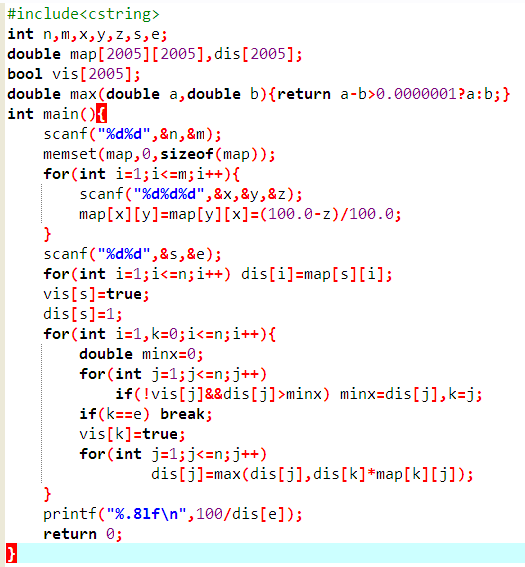 #include<cstring>
int n,m,x,y,z,s,e;
double map[2005][2005],dis[2005];
bool vis[2005];
double max(double a,double b){return a-b>0.0000001?a:b;}
int main(){
    scanf("%d%d",&n,&m);
    memset(map,0,sizeof(map));
    for(int i=1;i<=m;i++){
        scanf("%d%d%d",&x,&y,&z);
        map[x][y]=map[y][x]=(100.0-z)/100.0;
    }
    scanf("%d%d",&s,&e);
    for(int i=1;i<=n;i++) dis[i]=map[s][i];
    vis[s]=true;
    dis[s]=1;
    for(int i=1,k=0;i<=n;i++){
        double minx=0;
        for(int j=1;j<=n;j++)
            if(!vis[j]&&dis[j]>minx) minx=dis[j],k=j;
        if(k==e) break;
        vis[k]=true;
        for(int j=1;j<=n;j++)
                dis[j]=max(dis[j],dis[k]*map[k][j]);
    }
    printf("%.8lf\n",100/dis[e]);
    return 0;
}